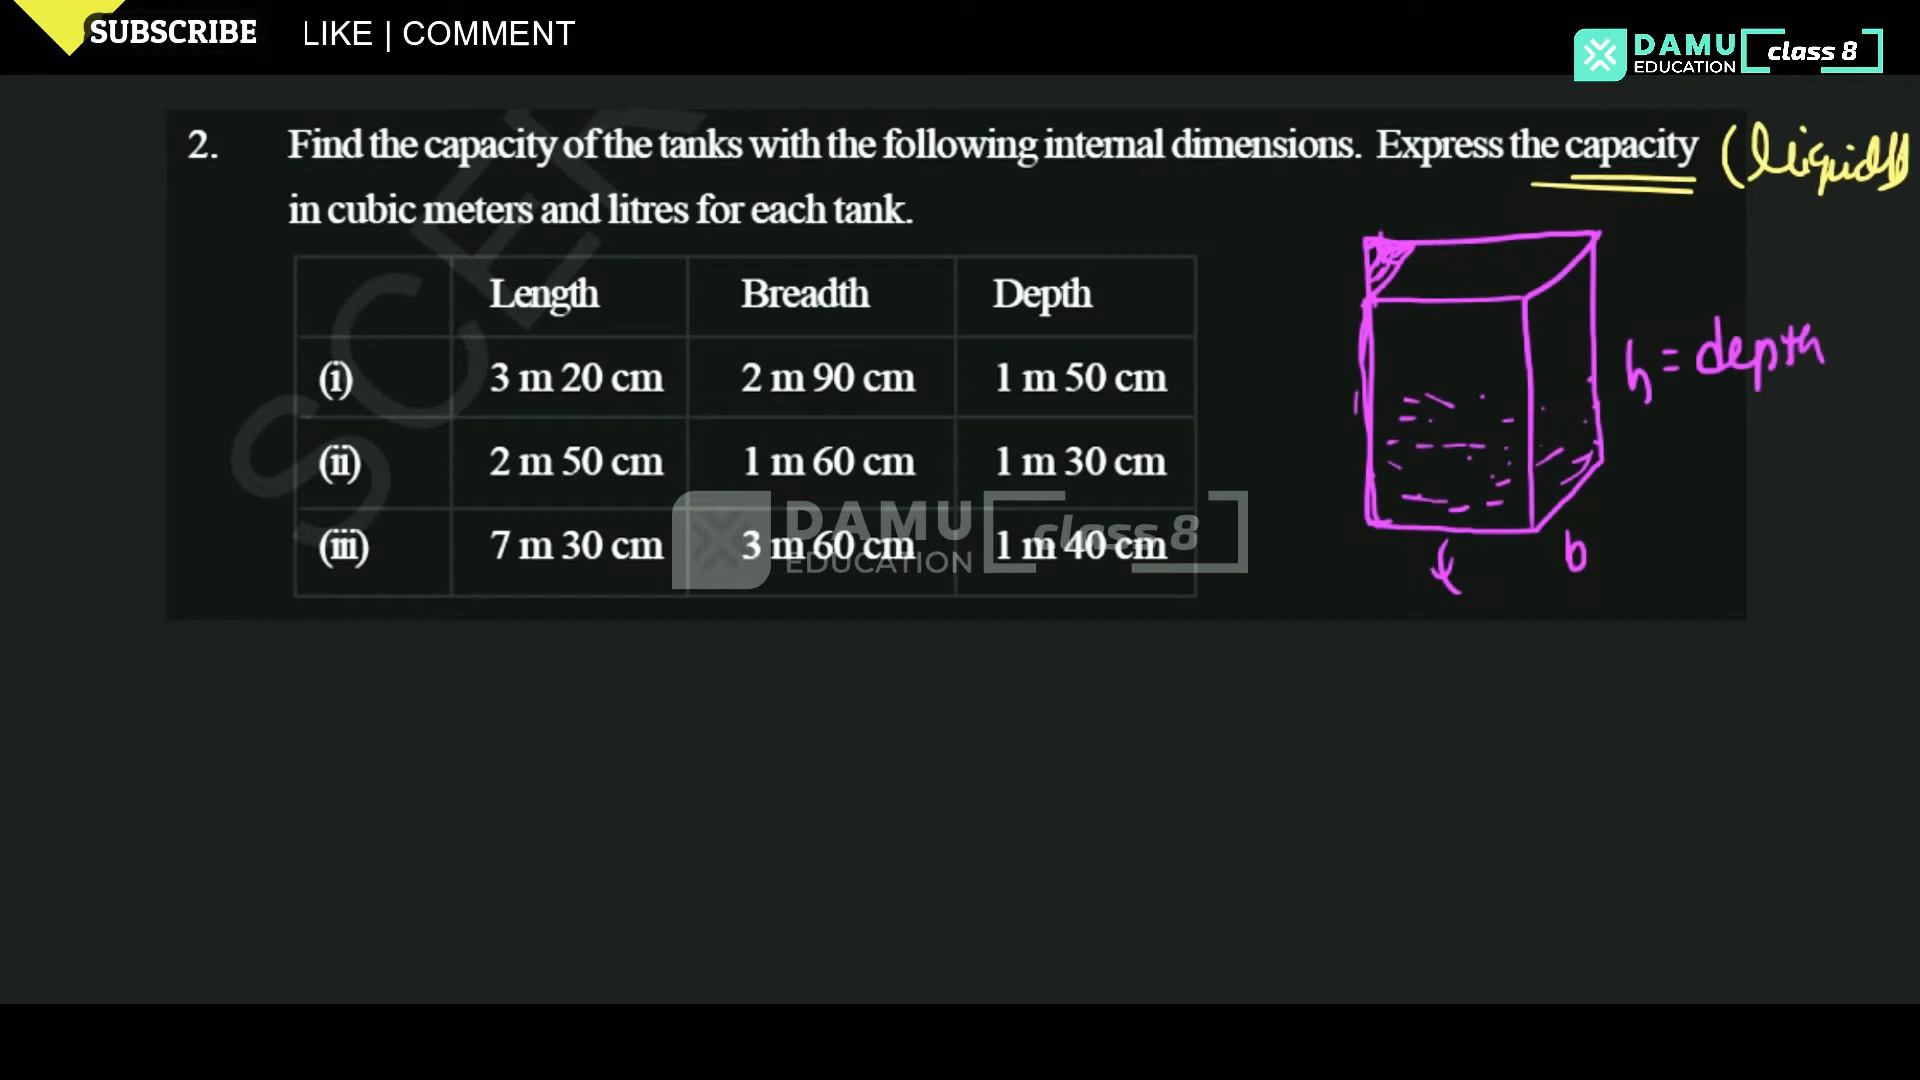 SUBSCRIBE LIKE | COMMENT
DAMU EDUCATION class 8
2. Find the capacity of the tanks with the following internal dimensions. Express the capacity (liquids)
in cubic meters and litres for each tank.
Length Breadth Depth
(i) 3 m 20 cm 2 m 90 cm 1 m 50 cm
(ii) 2 m 50 cm 1 m 60 cm 1 m 30 cm
(iii) 7 m 30 cm 3 m 60 cm 1 m 40 cm
h = depth
l b
DAMU EDUCATION class 8
SCER